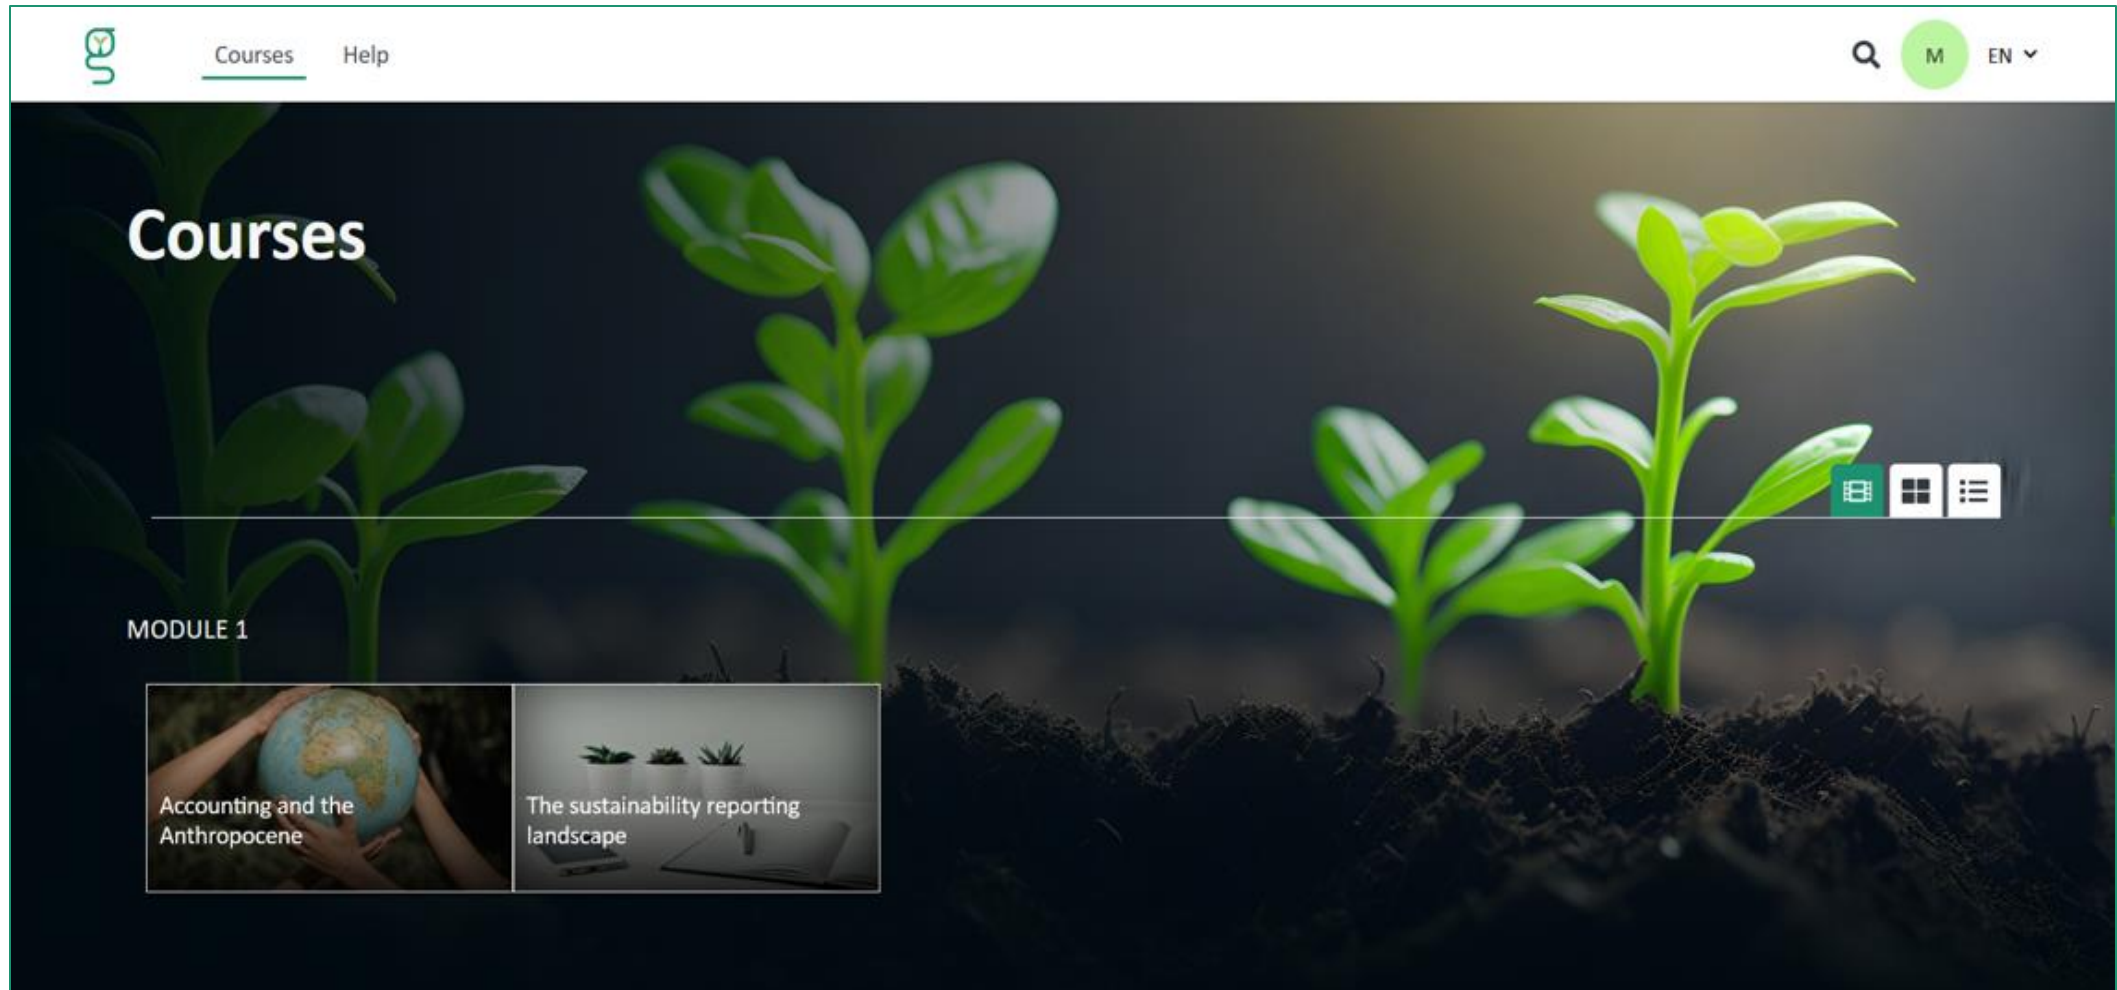 Courses
Help
M
EN
Courses
MODULE 1
Accounting and the
Anthropocene
The sustainability reporting
landscape